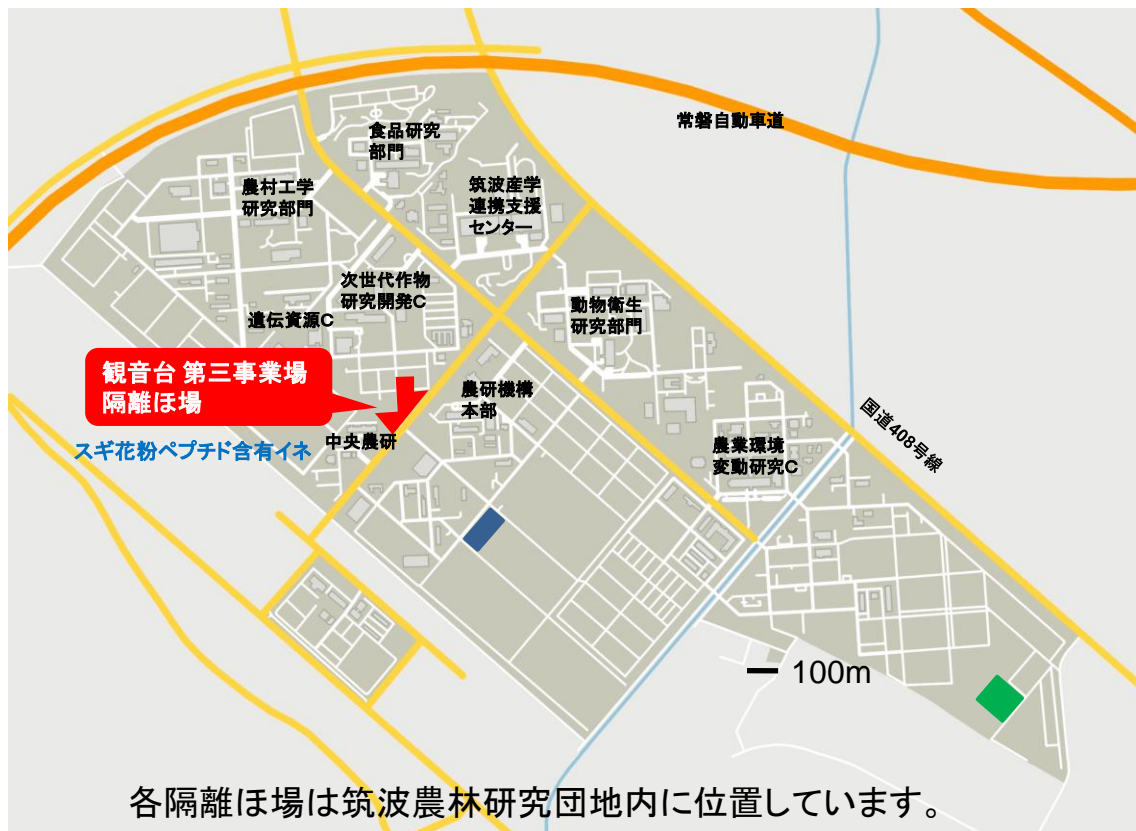 常磐自動車道
食品研究
部門
農村工学
研究部門
筑波産学
連携支援
センター
次世代作物
研究開発C
遺伝資源C
動物衛生
研究部門
観音台 第三事業場
隔離ほ場
スギ花粉ペプチド含有イネ
農研機構
本部
中央農研
農業環境
変動研究C
国道408号線
100m
各隔離ほ場は筑波農林研究団地内に位置しています。